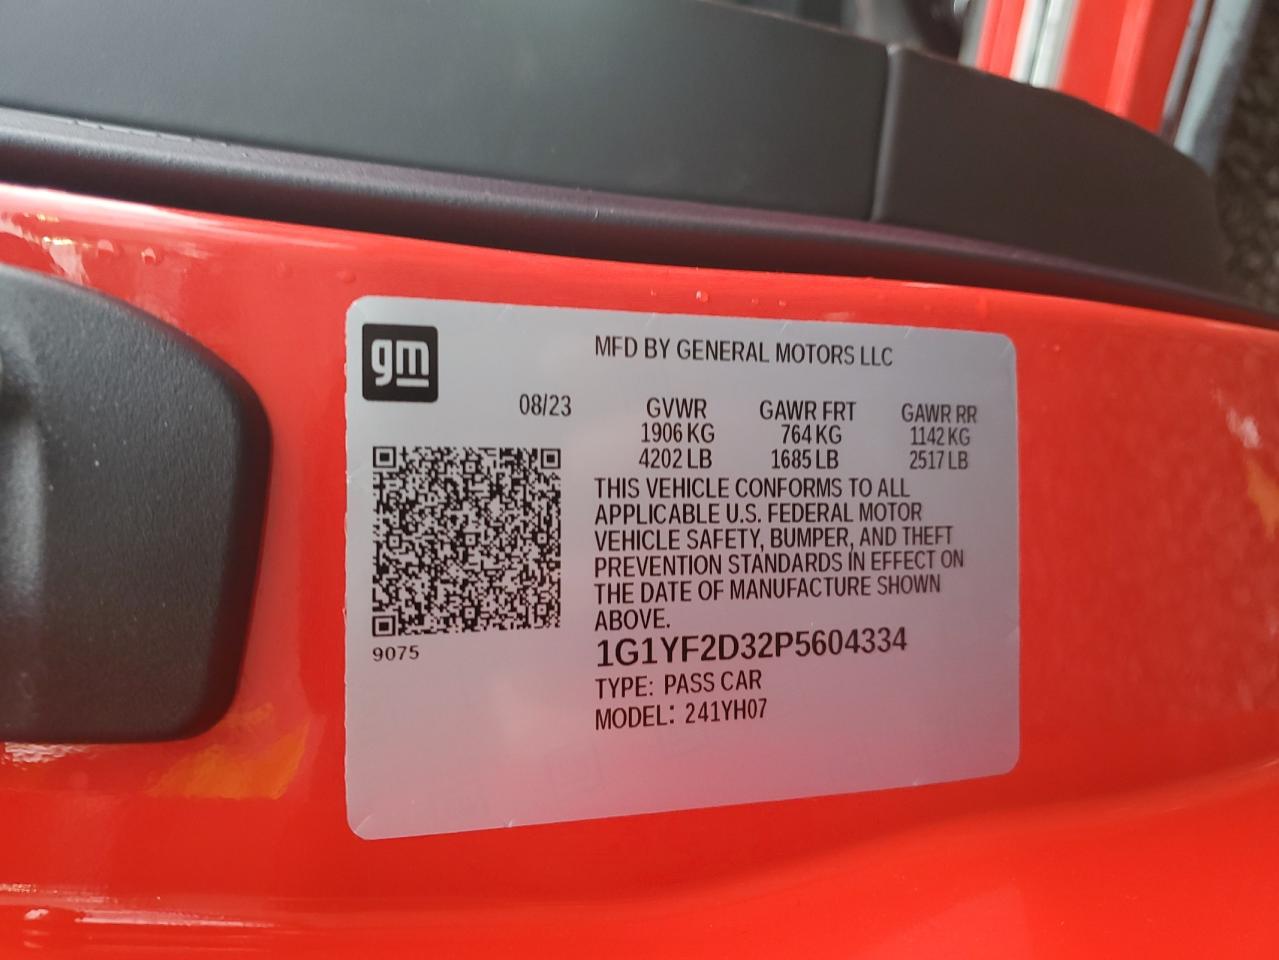 gm
MFD BY GENERAL MOTORS LLC
08/23 GVWR GAWR FRT GAWR RR
1906 KG 764 KG 1142 KG
4202 LB 1685 LB 2517 LB
THIS VEHICLE CONFORMS TO ALL
APPLICABLE U.S. FEDERAL MOTOR
VEHICLE SAFETY, BUMPER, AND THEFT
PREVENTION STANDARDS IN EFFECT ON
THE DATE OF MANUFACTURE SHOWN
ABOVE.
9075
1G1YF2D32P5604334
TYPE: PASS CAR
MODEL: 241YH07